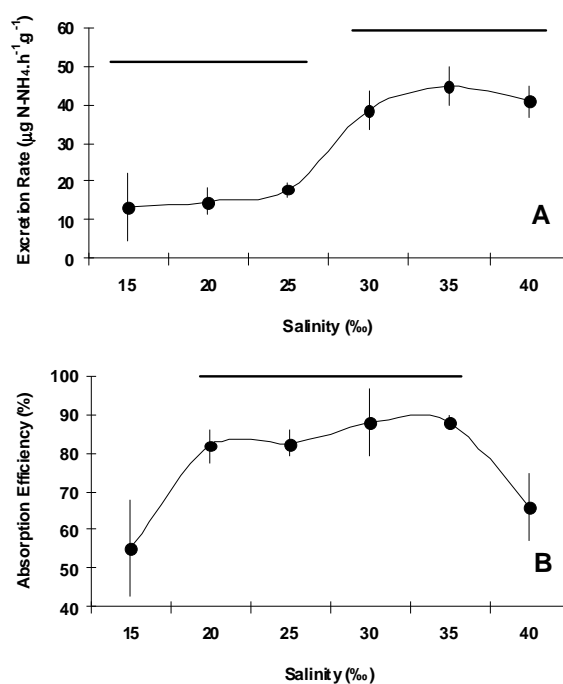 60
50
40
30
20
10
0
Excretion Rate (µg N-NH₄.h⁻¹.g⁻¹)
A
15 20 25 30 35 40
Salinity (‰)
100
90
80
70
60
50
40
Absorption Efficiency (%)
B
15 20 25 30 35 40
Salinity (‰)